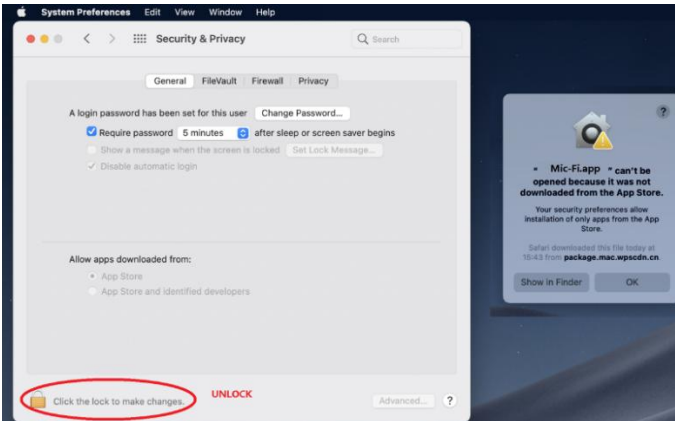 System Preferences Edit View Window Help
Security & Privacy
Search
General FileVault Firewall Privacy
A login password has been set for this user Change Password...
Require password 5 minutes after sleep or screen saver begins
Show a message when the screen is locked Set Lock Message...
Disable automatic login
Allow apps downloaded from:
App Store
App Store and identified developers
Click the lock to make changes.
UNLOCK
Advanced... ?
?
" Mic-Fi.app " can't be
opened because it was not
downloaded from the App Store.
Your security preferences allow
installation of only apps from the App
Store.
Safari downloaded this file today at
16:43 from package.mac.wpscdn.cn.
Show in Finder OK